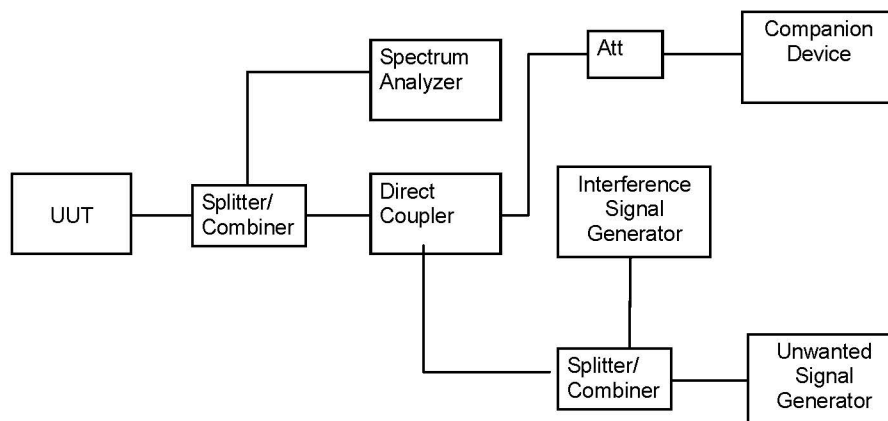 Spectrum
Analyzer
Att
Companion
Device
UUT
Splitter/
Combiner
Direct
Coupler
Interference
Signal
Generator
Splitter/
Combiner
Unwanted
Signal
Generator